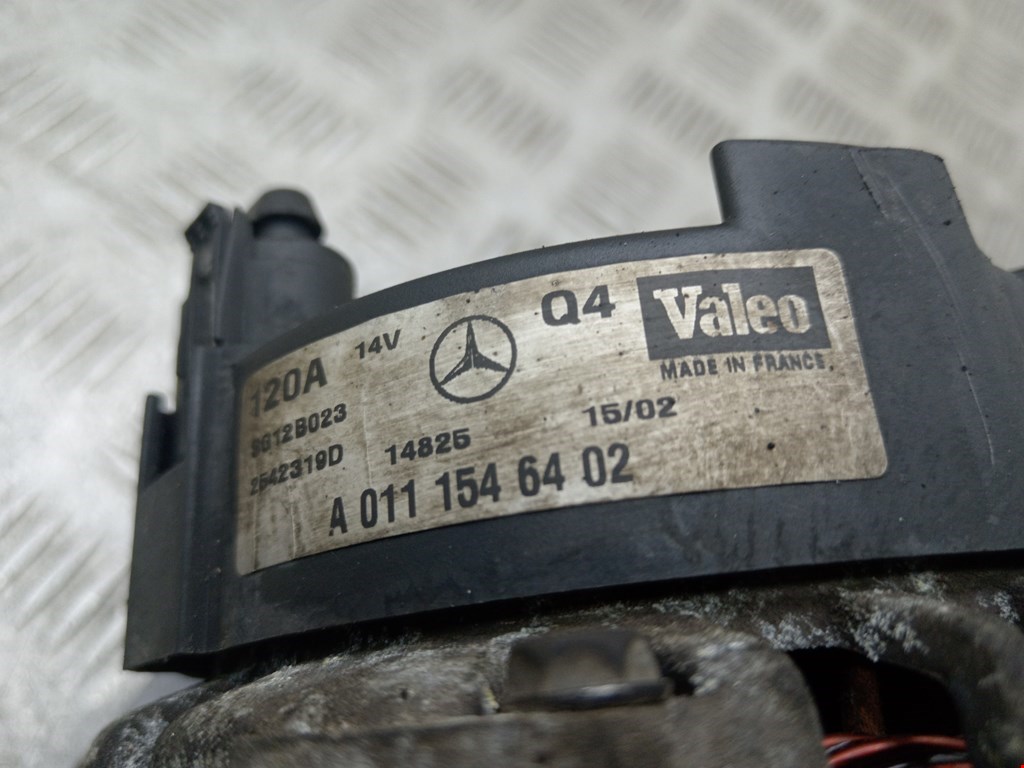 120A 14V Q4 Valeo
MADE IN FRANCE
SG12B023 15/02
2542319D 14825
A 011 154 64 02